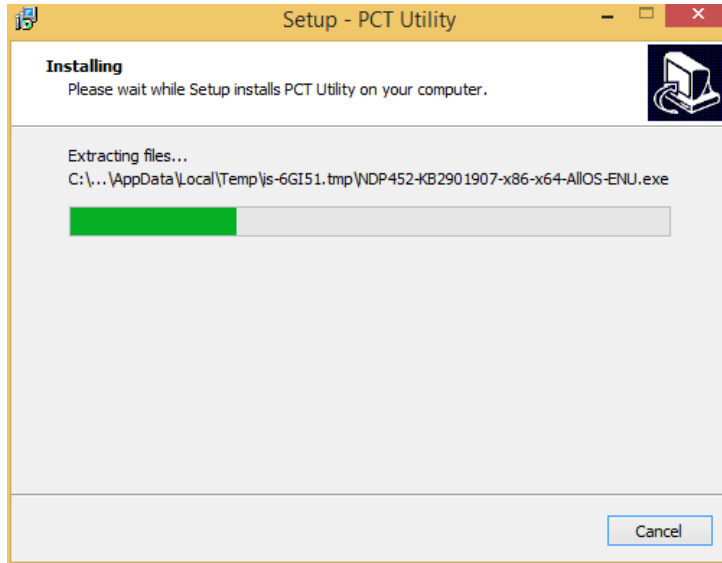 Setup - PCT Utility
Installing
Please wait while Setup installs PCT Utility on your computer.
Extracting files...
C:\...\AppData\Local\Temp\is-6GI51.tmp\NDP452-KB2901907-x86-x64-AllOS-ENU.exe
Cancel